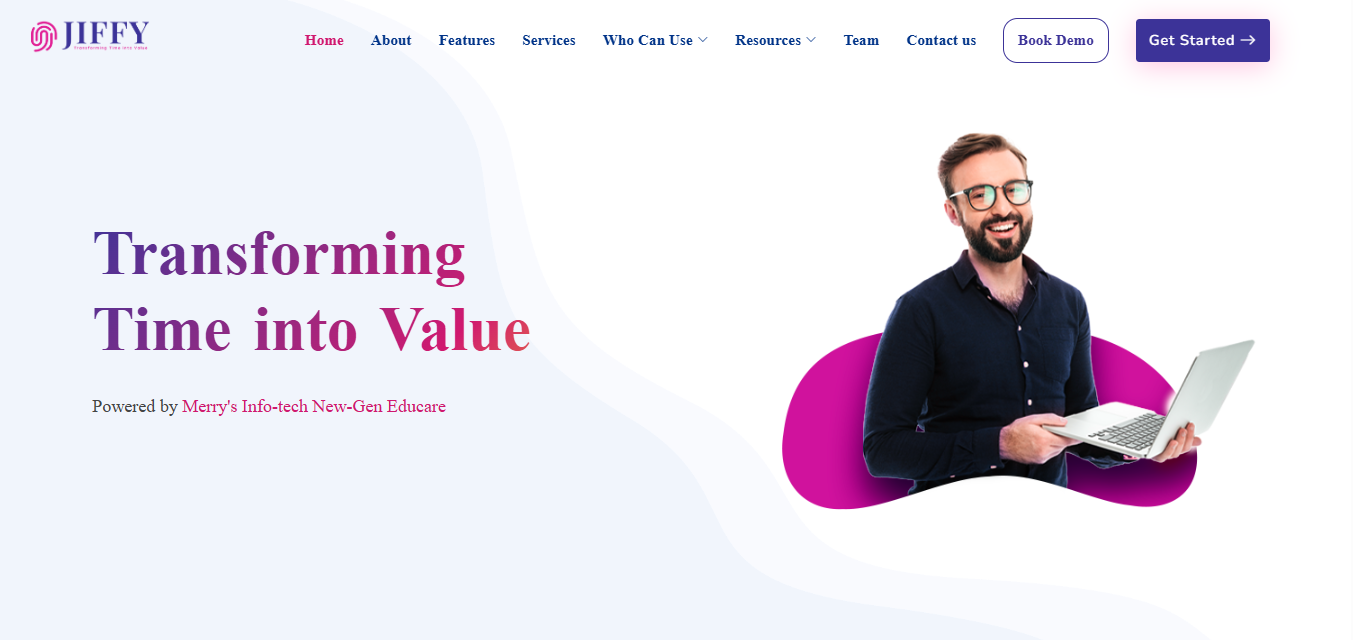 JIFFY
Transforming Time into Value
Home About Features Services Who Can Use Resources Team Contact us Book Demo Get Started
Transforming
Time into Value
Powered by Merry's Info-tech New-Gen Educare